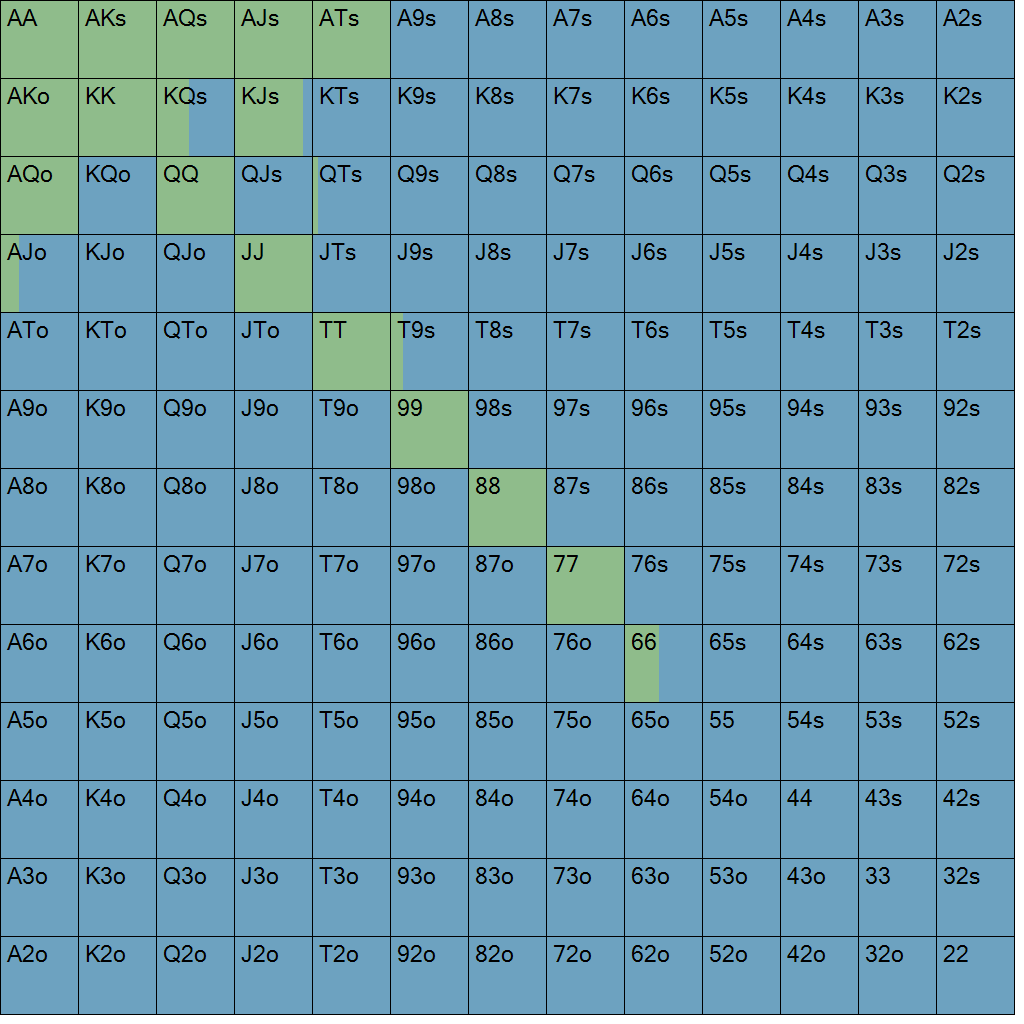 AA AKs AQs AJs ATs A9s A8s A7s A6s A5s A4s A3s A2s
AKo KK KQs KJs KTs K9s K8s K7s K6s K5s K4s K3s K2s
AQo KQo QQ QJs QTs Q9s Q8s Q7s Q6s Q5s Q4s Q3s Q2s
AJo KJo QJo JJ JTs J9s J8s J7s J6s J5s J4s J3s J2s
ATo KTo QTo JTo TT T9s T8s T7s T6s T5s T4s T3s T2s
A9o K9o Q9o J9o T9o 99 98s 97s 96s 95s 94s 93s 92s
A8o K8o Q8o J8o T8o 98o 88 87s 86s 85s 84s 83s 82s
A7o K7o Q7o J7o T7o 97o 87o 77 76s 75s 74s 73s 72s
A6o K6o Q6o J6o T6o 96o 86o 76o 66 65s 64s 63s 62s
A5o K5o Q5o J5o T5o 95o 85o 75o 65o 55 54s 53s 52s
A4o K4o Q4o J4o T4o 94o 84o 74o 64o 54o 44 43s 42s
A3o K3o Q3o J3o T3o 93o 83o 73o 63o 53o 43o 33 32s
A2o K2o Q2o J2o T2o 92o 82o 72o 62o 52o 42o 32o 22